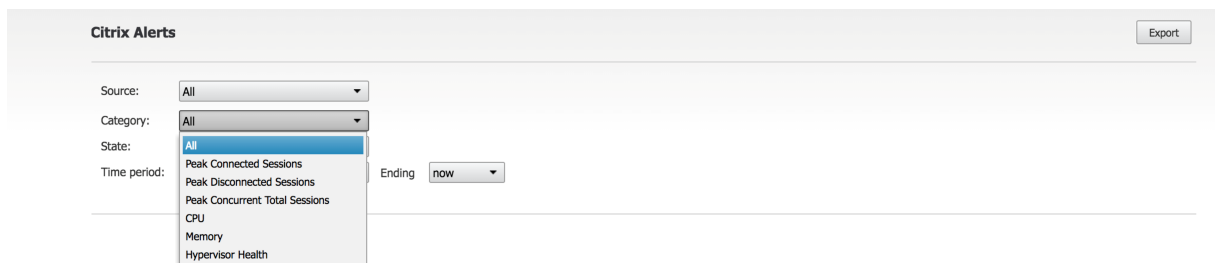 Citrix Alerts
Export
Source: All
Category: All
State:
All
Time period:
Peak Connected Sessions
Ending now
Peak Disconnected Sessions
Peak Concurrent Total Sessions
CPU
Memory
Hypervisor Health